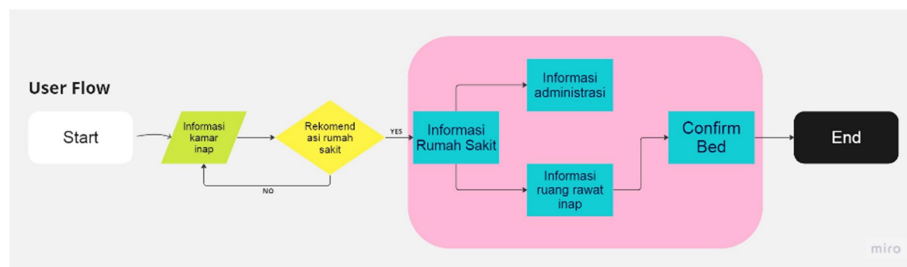 User Flow
Start
Informasi
kamar
inap
Rekomend
asi rumah
sakit
YES
NO
Informasi
Rumah Sakit
Informasi
administrasi
Informasi
ruang rawat
inap
Confirm
Bed
End
miro